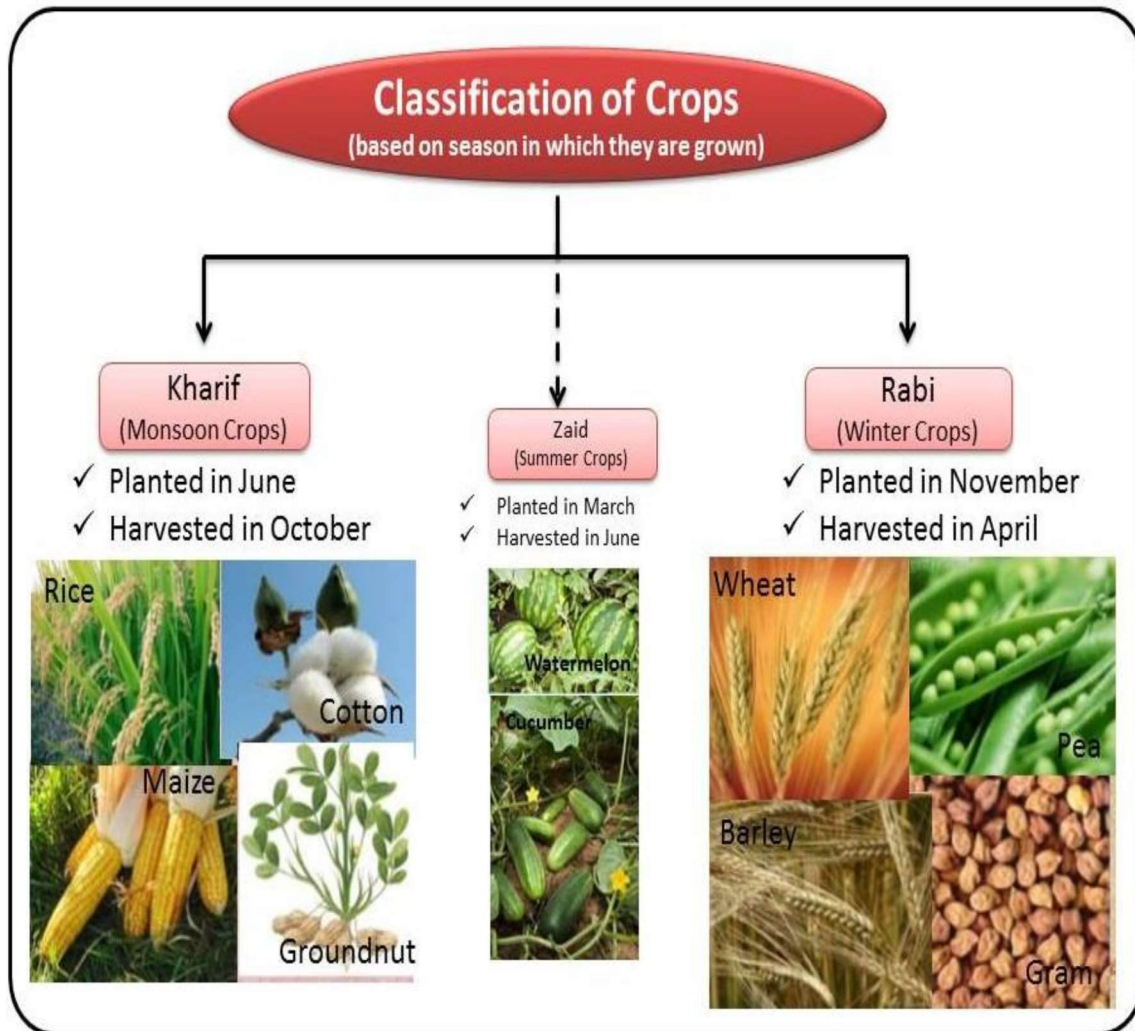 Classification of Crops
(based on season in which they are grown)
Kharif
(Monsoon Crops)
✓ Planted in June
✓ Harvested in October
Rice
Cotton
Maize
Groundnut
Zaid
(Summer Crops)
✓ Planted in March
✓ Harvested in June
Watermelon
Cucumber
Rabi
(Winter Crops)
✓ Planted in November
✓ Harvested in April
Wheat
Pea
Barley
Gram